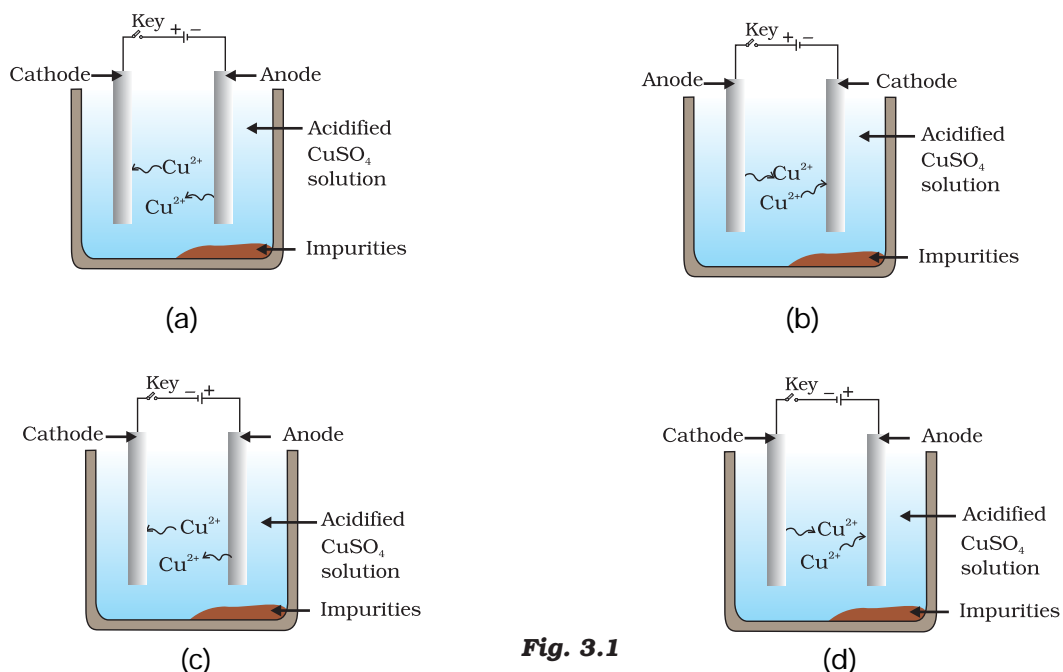 Key + −
Cathode
Anode
Acidified
CuSO₄
solution
Cu²⁺
Cu²⁺
Impurities
(a)
Key + −
Anode
Cathode
Acidified
CuSO₄
solution
Cu²⁺
Cu²⁺
Impurities
(b)
Key − +
Cathode
Anode
Cu²⁺
Acidified
CuSO₄
solution
Cu²⁺
Impurities
(c)
Key − +
Cathode
Anode
Cu²⁺
Acidified
CuSO₄
solution
Cu²⁺
Impurities
(d)
Fig. 3.1